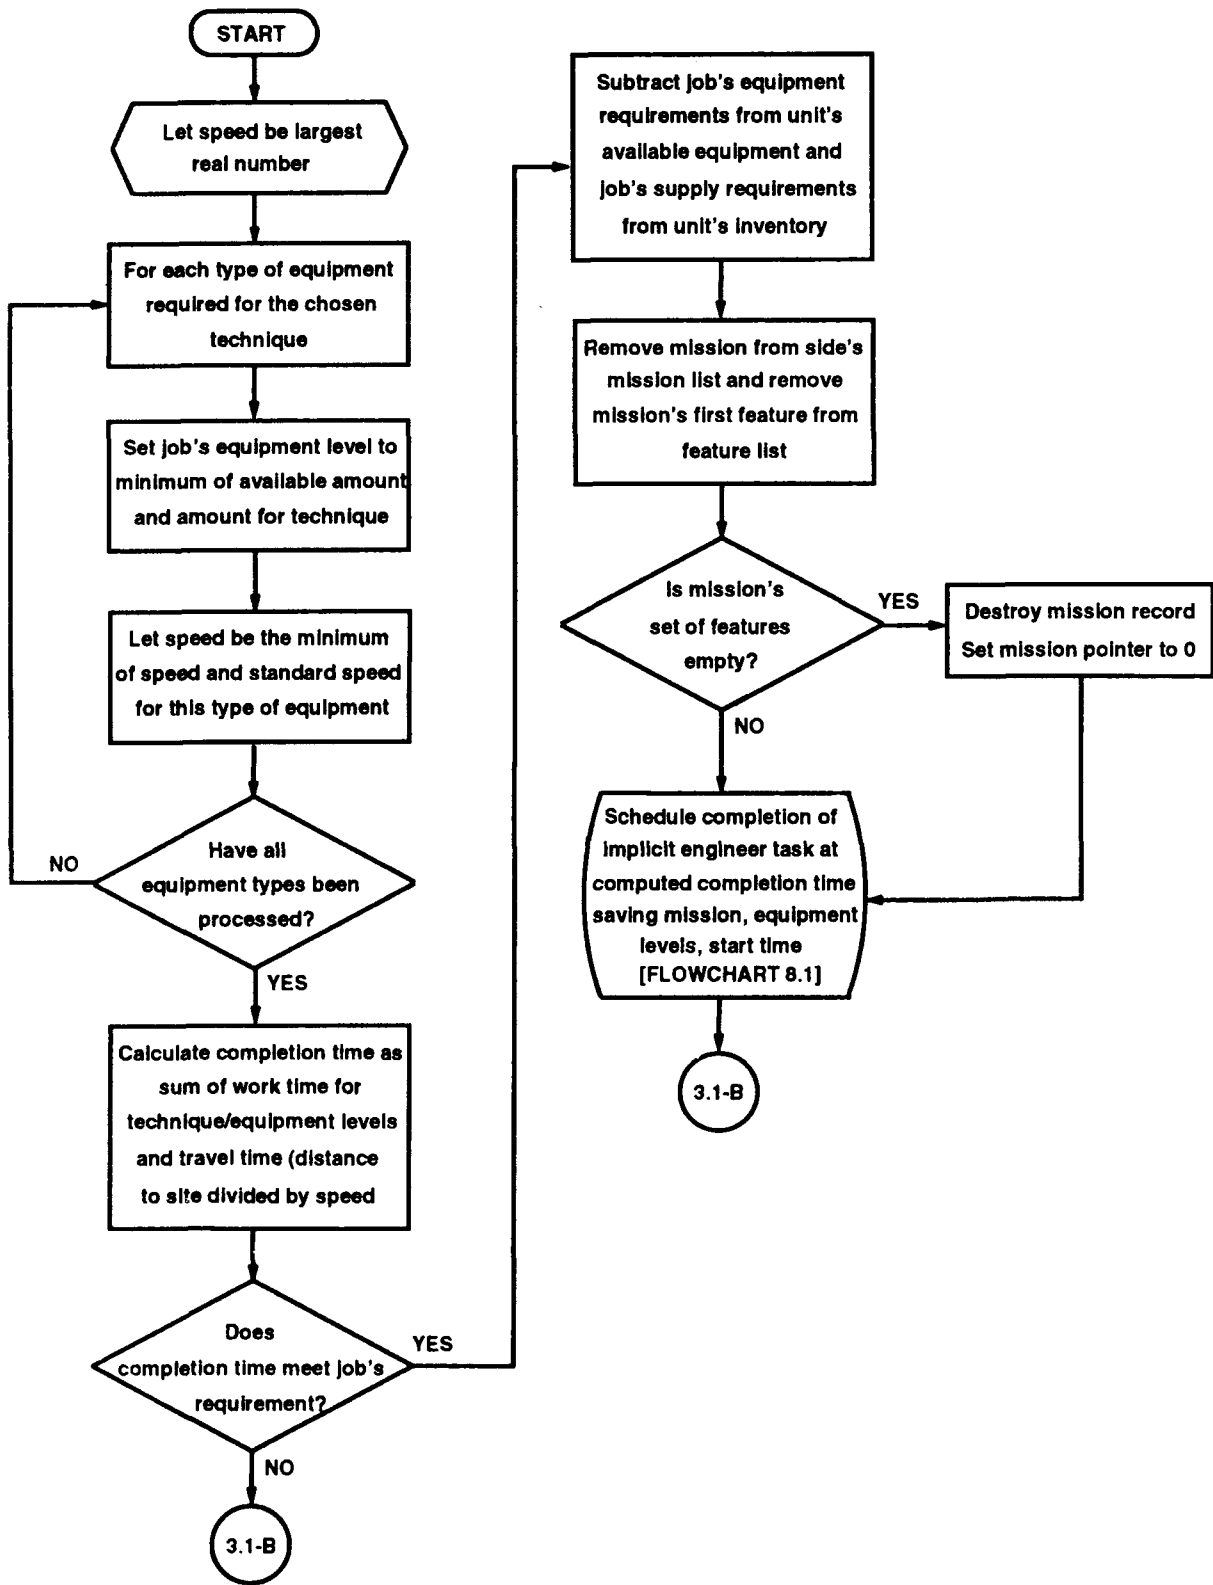 START
Let speed be largest
real number
For each type of equipment
required for the chosen
technique
Set job's equipment level to
minimum of available amount
and amount for technique
Let speed be the minimum
of speed and standard speed
for this type of equipment
NO
Have all
equipment types been
processed?
YES
Calculate completion time as
sum of work time for
technique/equipment levels
and travel time (distance
to site divided by speed
Does
completion time meet job's
requirement?
YES
NO
3.1-B
Subtract job's equipment
requirements from unit's
available equipment and
job's supply requirements
from unit's inventory
Remove mission from side's
mission list and remove
mission's first feature from
feature list
Is mission's
set of features
empty?
YES
Destroy mission record
Set mission pointer to 0
NO
Schedule completion of
implicit engineer task at
computed completion time
saving mission, equipment
levels, start time
[FLOWCHART 8.1]
3.1-B